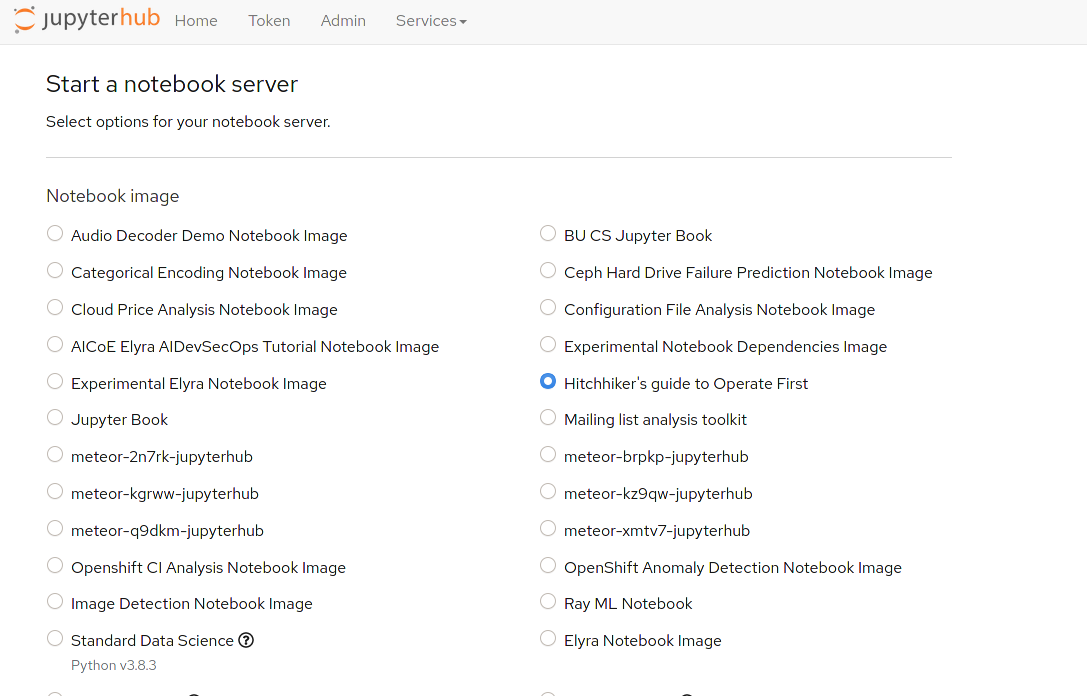 jupyterhub Home Token Admin Services
Start a notebook server
Select options for your notebook server.
Notebook image
Audio Decoder Demo Notebook Image
BU CS Jupyter Book
Categorical Encoding Notebook Image
Ceph Hard Drive Failure Prediction Notebook Image
Cloud Price Analysis Notebook Image
Configuration File Analysis Notebook Image
AICoE Elyra AIDevSecOps Tutorial Notebook Image
Experimental Notebook Dependencies Image
Experimental Elyra Notebook Image
Hitchhiker's guide to Operate First
Jupyter Book
Mailing list analysis toolkit
meteor-2n7rk-jupyterhub
meteor-brpkp-jupyterhub
meteor-kgrww-jupyterhub
meteor-kz9qw-jupyterhub
meteor-q9dkm-jupyterhub
meteor-xmtv7-jupyterhub
Openshift CI Analysis Notebook Image
OpenShift Anomaly Detection Notebook Image
Image Detection Notebook Image
Ray ML Notebook
Standard Data Science ?
Elyra Notebook Image
Python v3.8.3